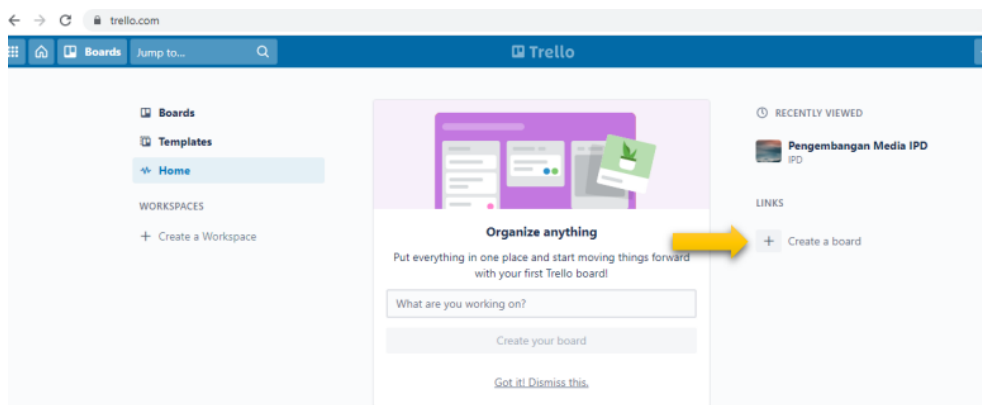 trello.com
Boards
Jump to...
Trello
Boards
Templates
Home
WORKSPACES
Create a Workspace
Organize anything
Put everything in one place and start moving things forward
with your first Trello board!
What are you working on?
Create your board
Got it! Dismiss this.
RECENTLY VIEWED
Pengembangan Media IPD
IPD
LINKS
Create a board